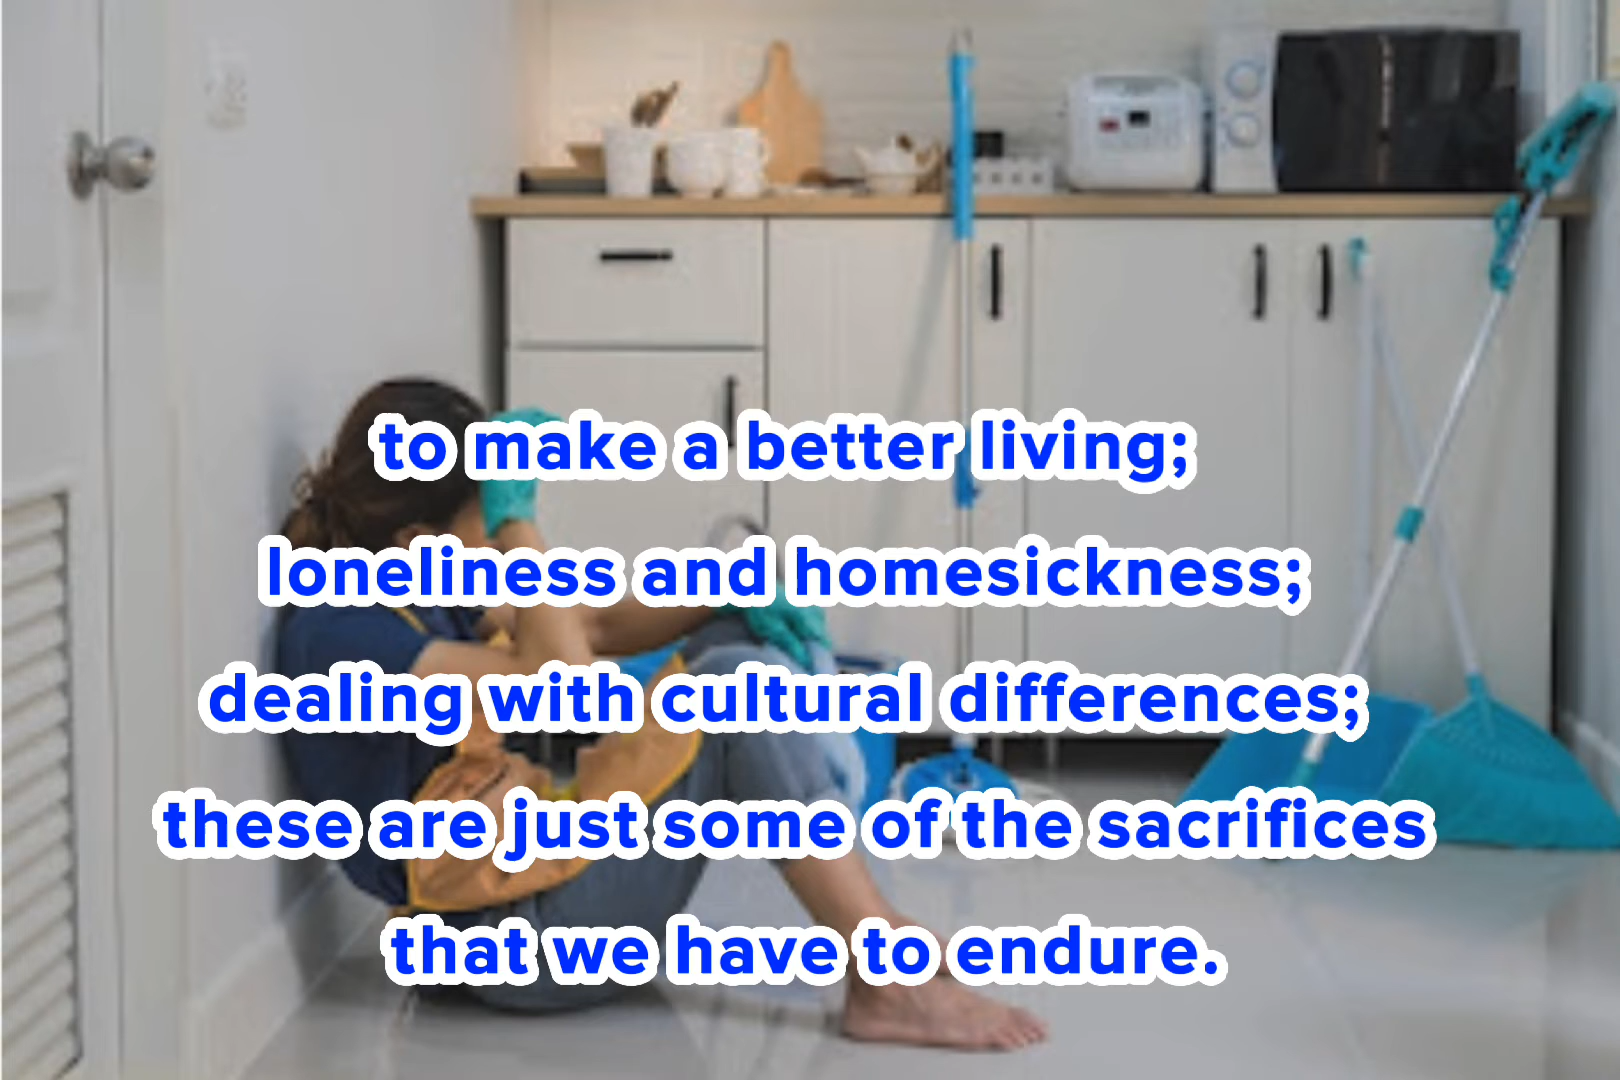 to make a better living;
loneliness and homesickness;
dealing with cultural differences;
these are just some of the sacrifices
that we have to endure.